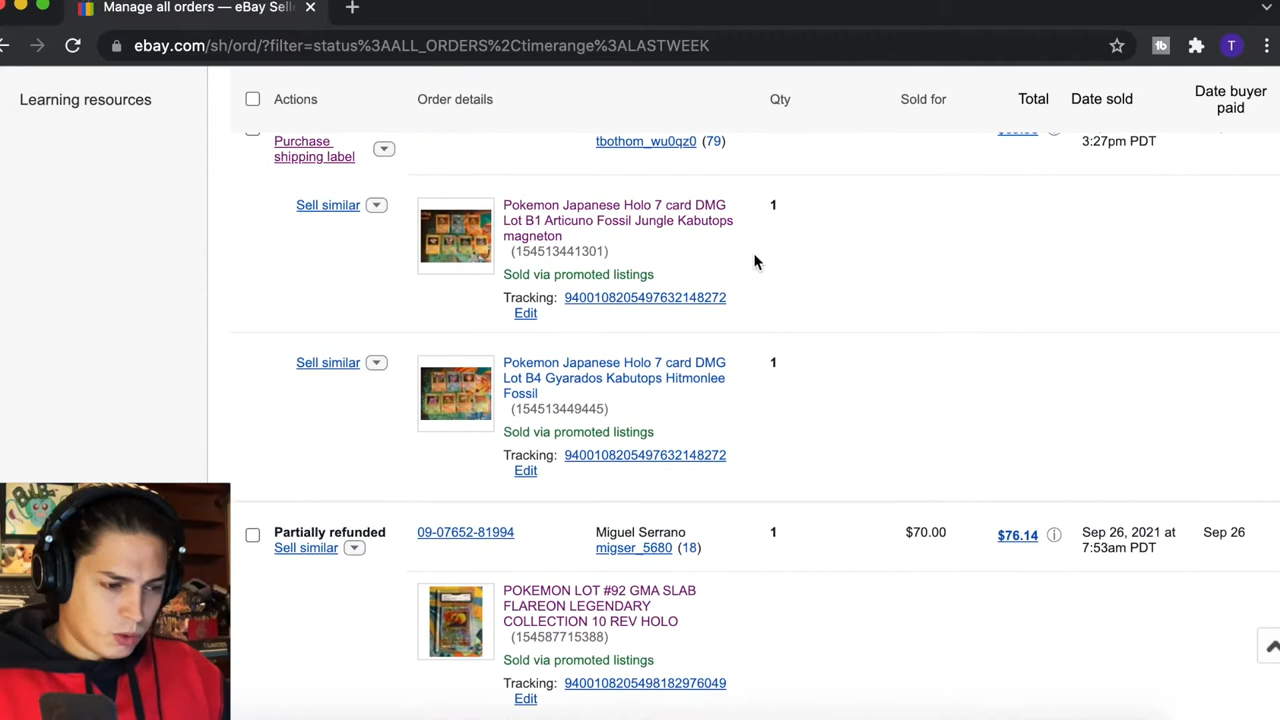 Manage all orders — eBay Sell
ebay.com/sh/ord/?filter=status%3AALL_ORDERS%2Ctimerange%3ALASTWEEK
T
Learning resources
Actions
Order details
Qty
Sold for
Total
Date sold
Date buyer
paid
Purchase
shipping label
tbothom_wu0qz0 (79)
3:27pm PDT
Sell similar
Pokemon Japanese Holo 7 card DMG
Lot B1 Articuno Fossil Jungle Kabutops
magneton
(154513441301)
1
Sold via promoted listings
Tracking: 9400108205497632148272
Edit
Sell similar
Pokemon Japanese Holo 7 card DMG
Lot B4 Gyarados Kabutops Hitmonlee
Fossil
(154513449445)
1
Sold via promoted listings
Tracking: 9400108205497632148272
Edit
Partially refunded
Sell similar
09-07652-81994
Miguel Serrano
migser_5680 (18)
1
$70.00
$76.14
Sep 26, 2021 at
7:53am PDT
Sep 26
POKEMON LOT #92 GMA SLAB
FLAREON LEGENDARY
COLLECTION 10 REV HOLO
(154587715388)
Sold via promoted listings
Tracking: 9400108205498182976049
Edit